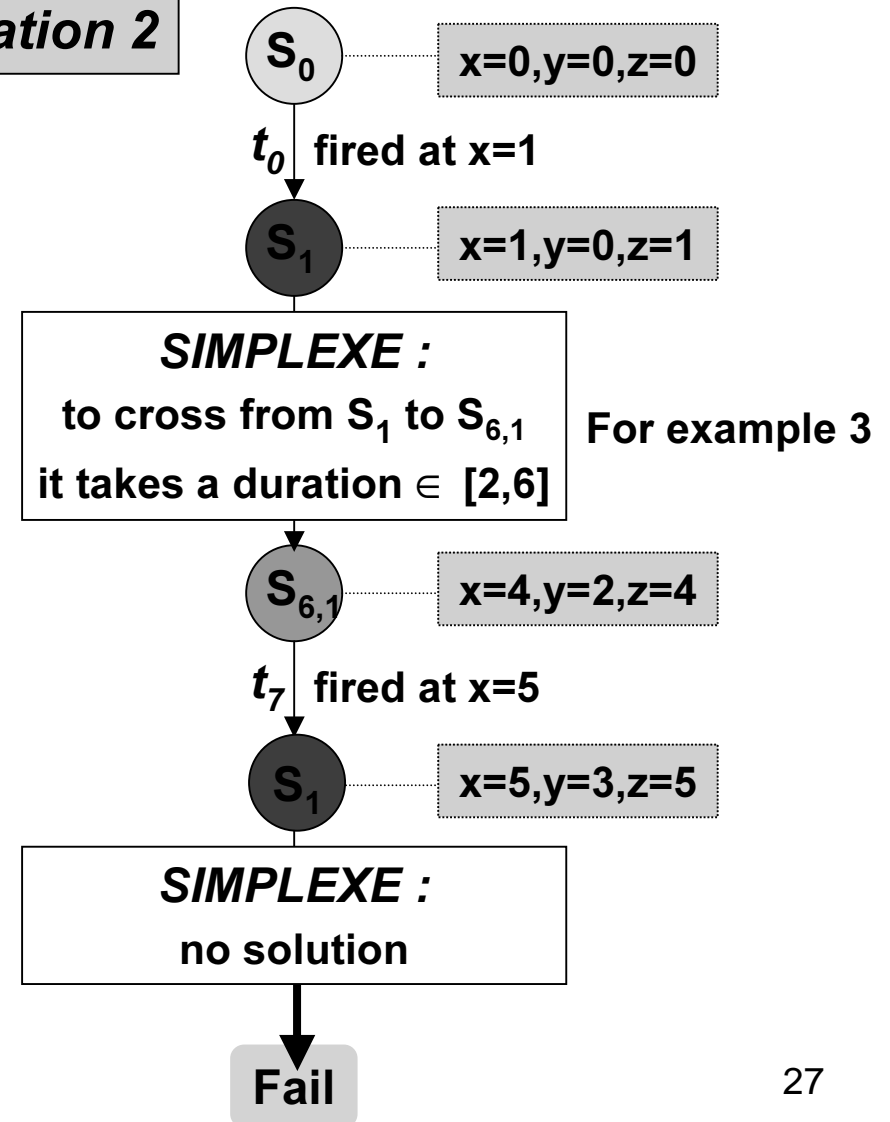 ation 2
S0
x=0,y=0,z=0
t0 fired at x=1
S1
x=1,y=0,z=1
SIMPLEXE :
to cross from S1 to S6,1
it takes a duration ∈ [2,6]
For example 3
S6,1
x=4,y=2,z=4
t7 fired at x=5
S1
x=5,y=3,z=5
SIMPLEXE :
no solution
Fail
27